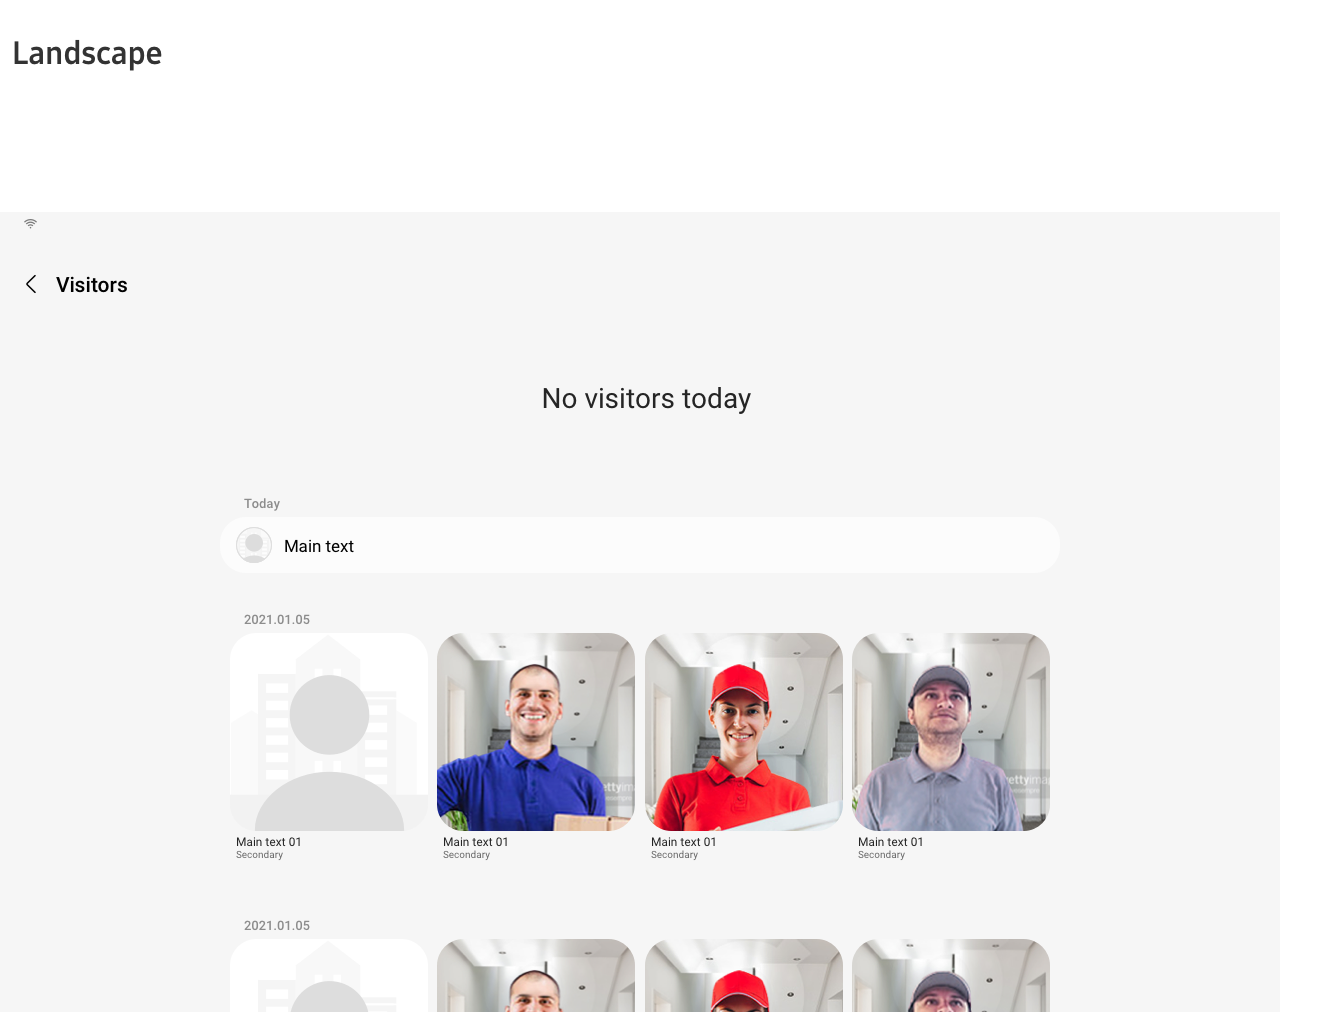 Landscape
Visitors
No visitors today
Today
Main text
2021.01.05
Main text 01
Secondary
Main text 01
Secondary
Main text 01
Secondary
Main text 01
Secondary
2021.01.05